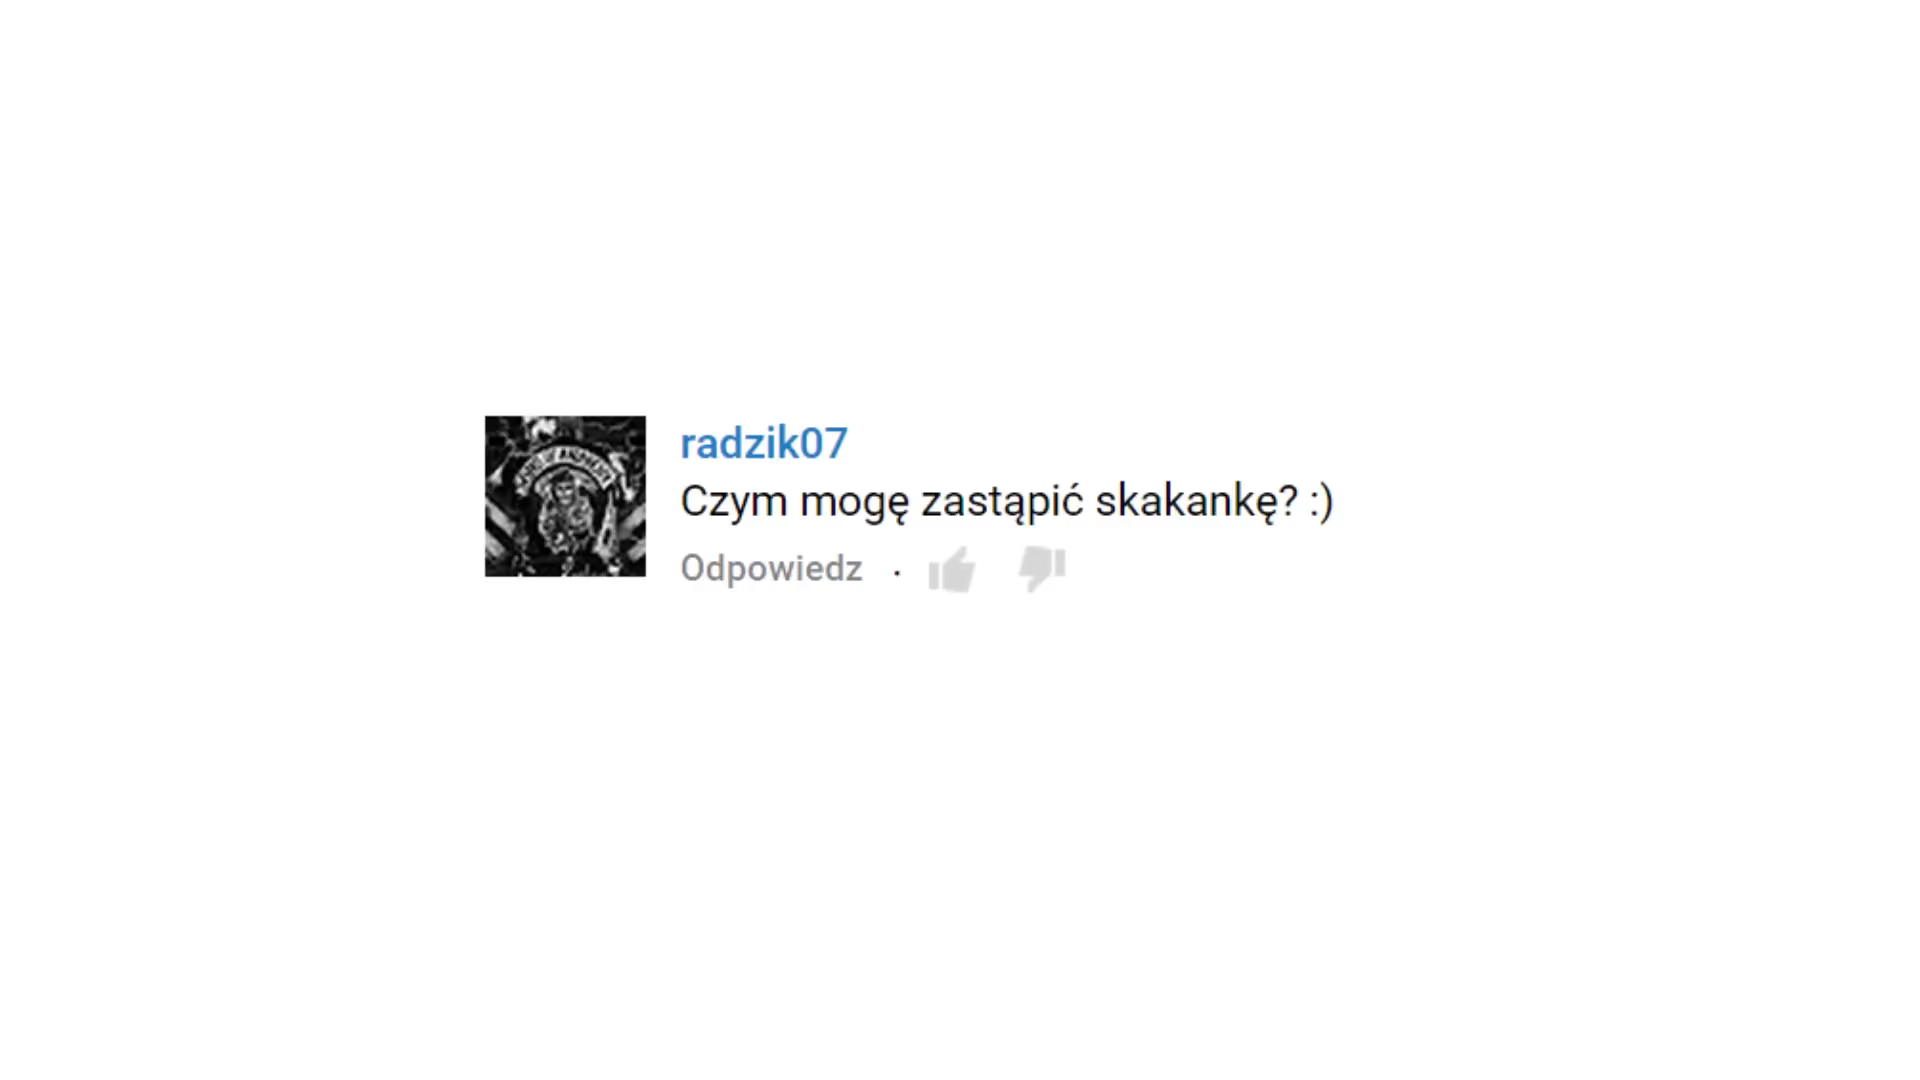 radzik07
Czym mogę zastąpić skakankę? :)
Odpowiedz ·